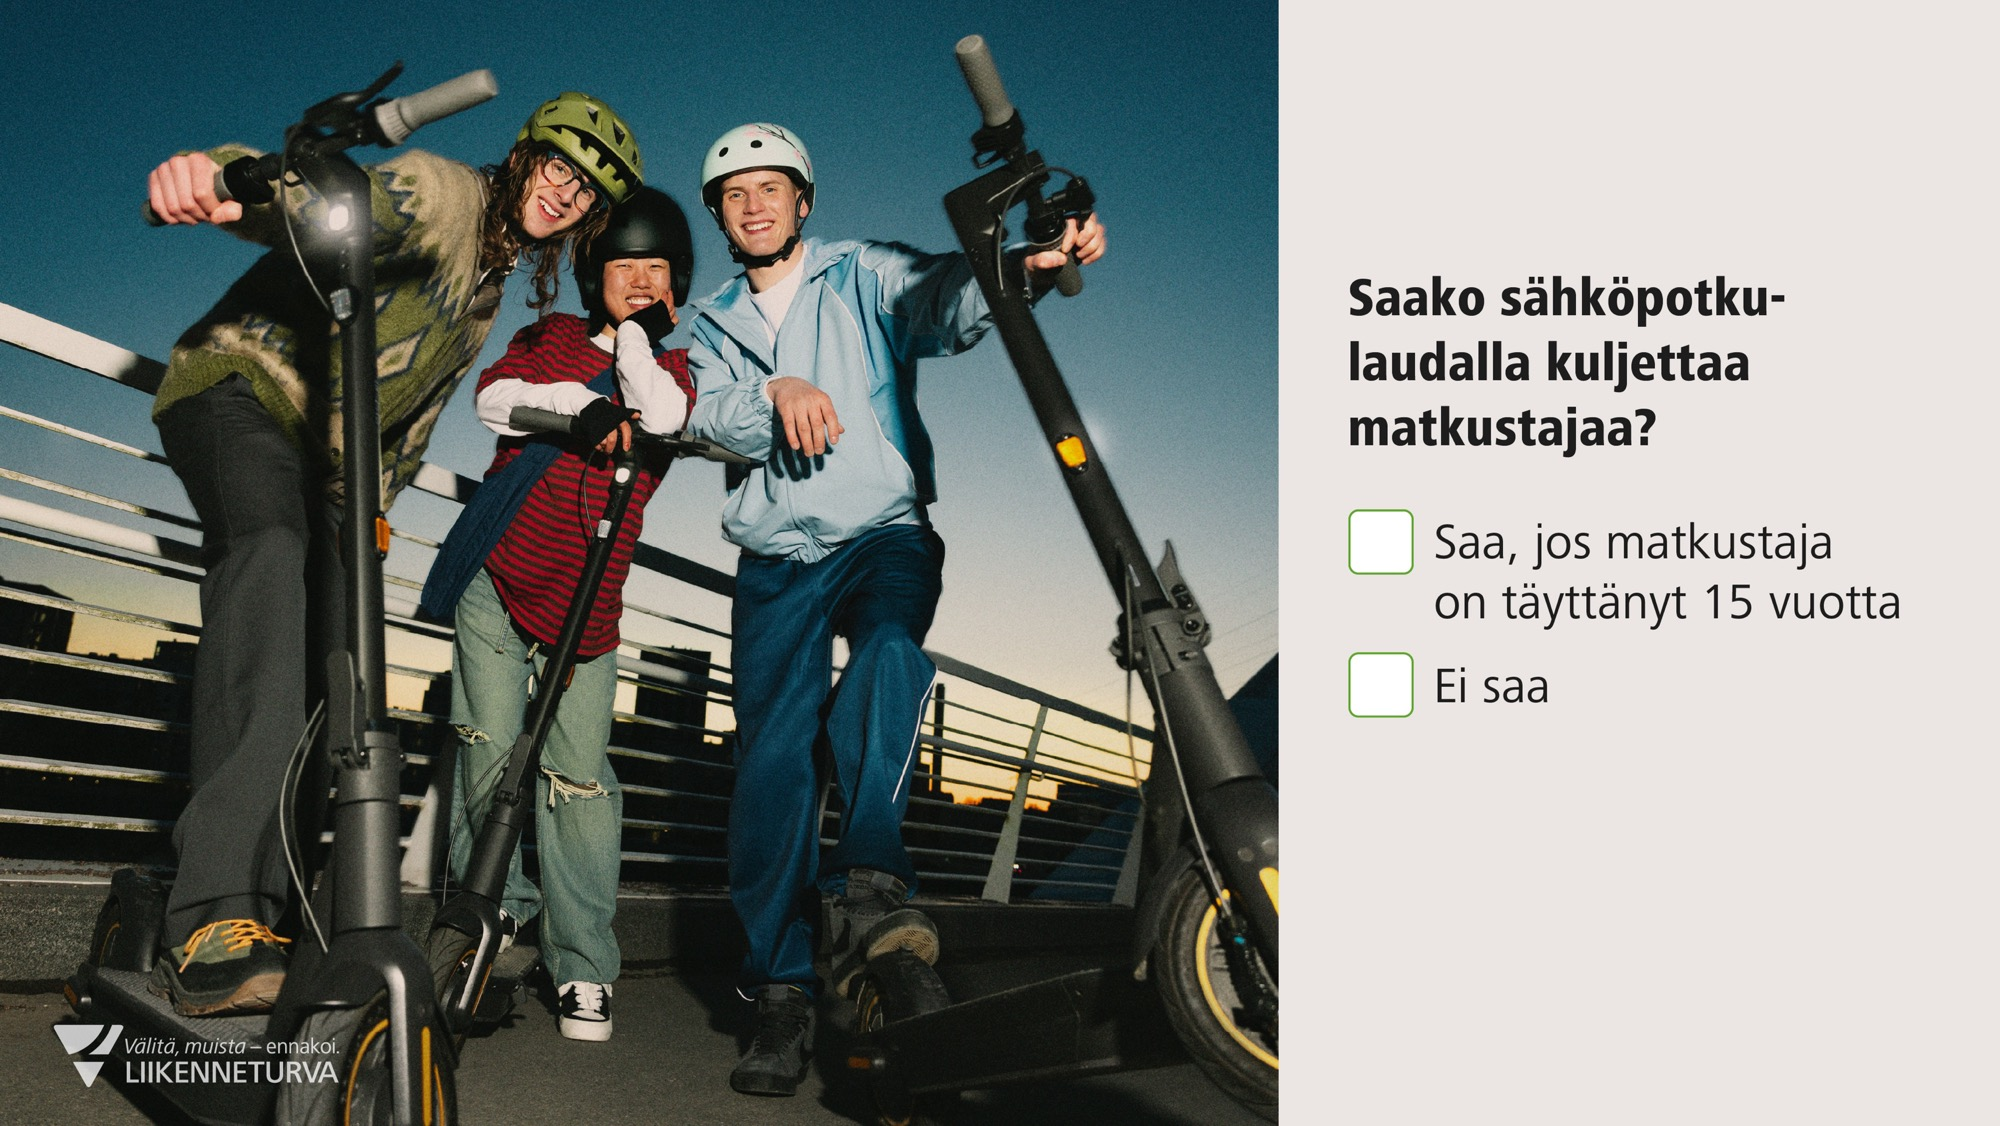 Saako sähköpotku-
laudalla kuljettaa
matkustajaa?
Saa, jos matkustaja
on täyttänyt 15 vuotta
Ei saa
Välitä, muista – ennakoi.
LIIKENNETURVA